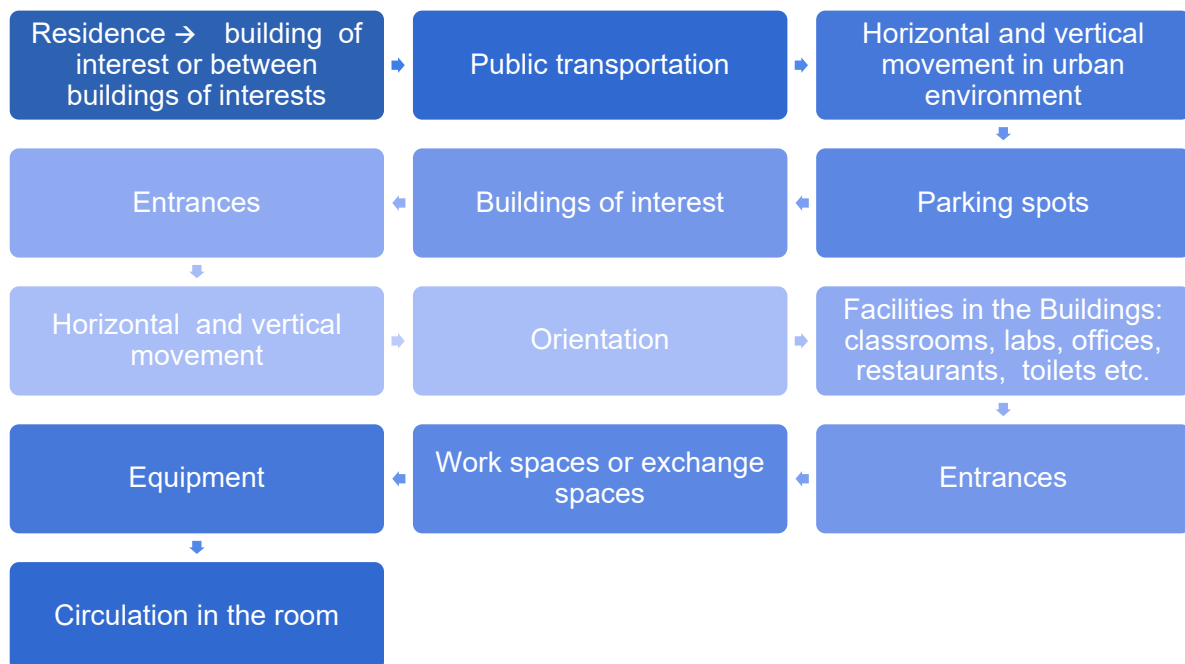 Residence → building of
interest or between
buildings of interests
Public transportation
Horizontal and vertical
movement in urban
environment
Parking spots
Buildings of interest
Entrances
Horizontal and vertical
movement
Orientation
Facilities in the Buildings:
classrooms, labs, offices,
restaurants, toilets etc.
Entrances
Work spaces or exchange
spaces
Equipment
Circulation in the room